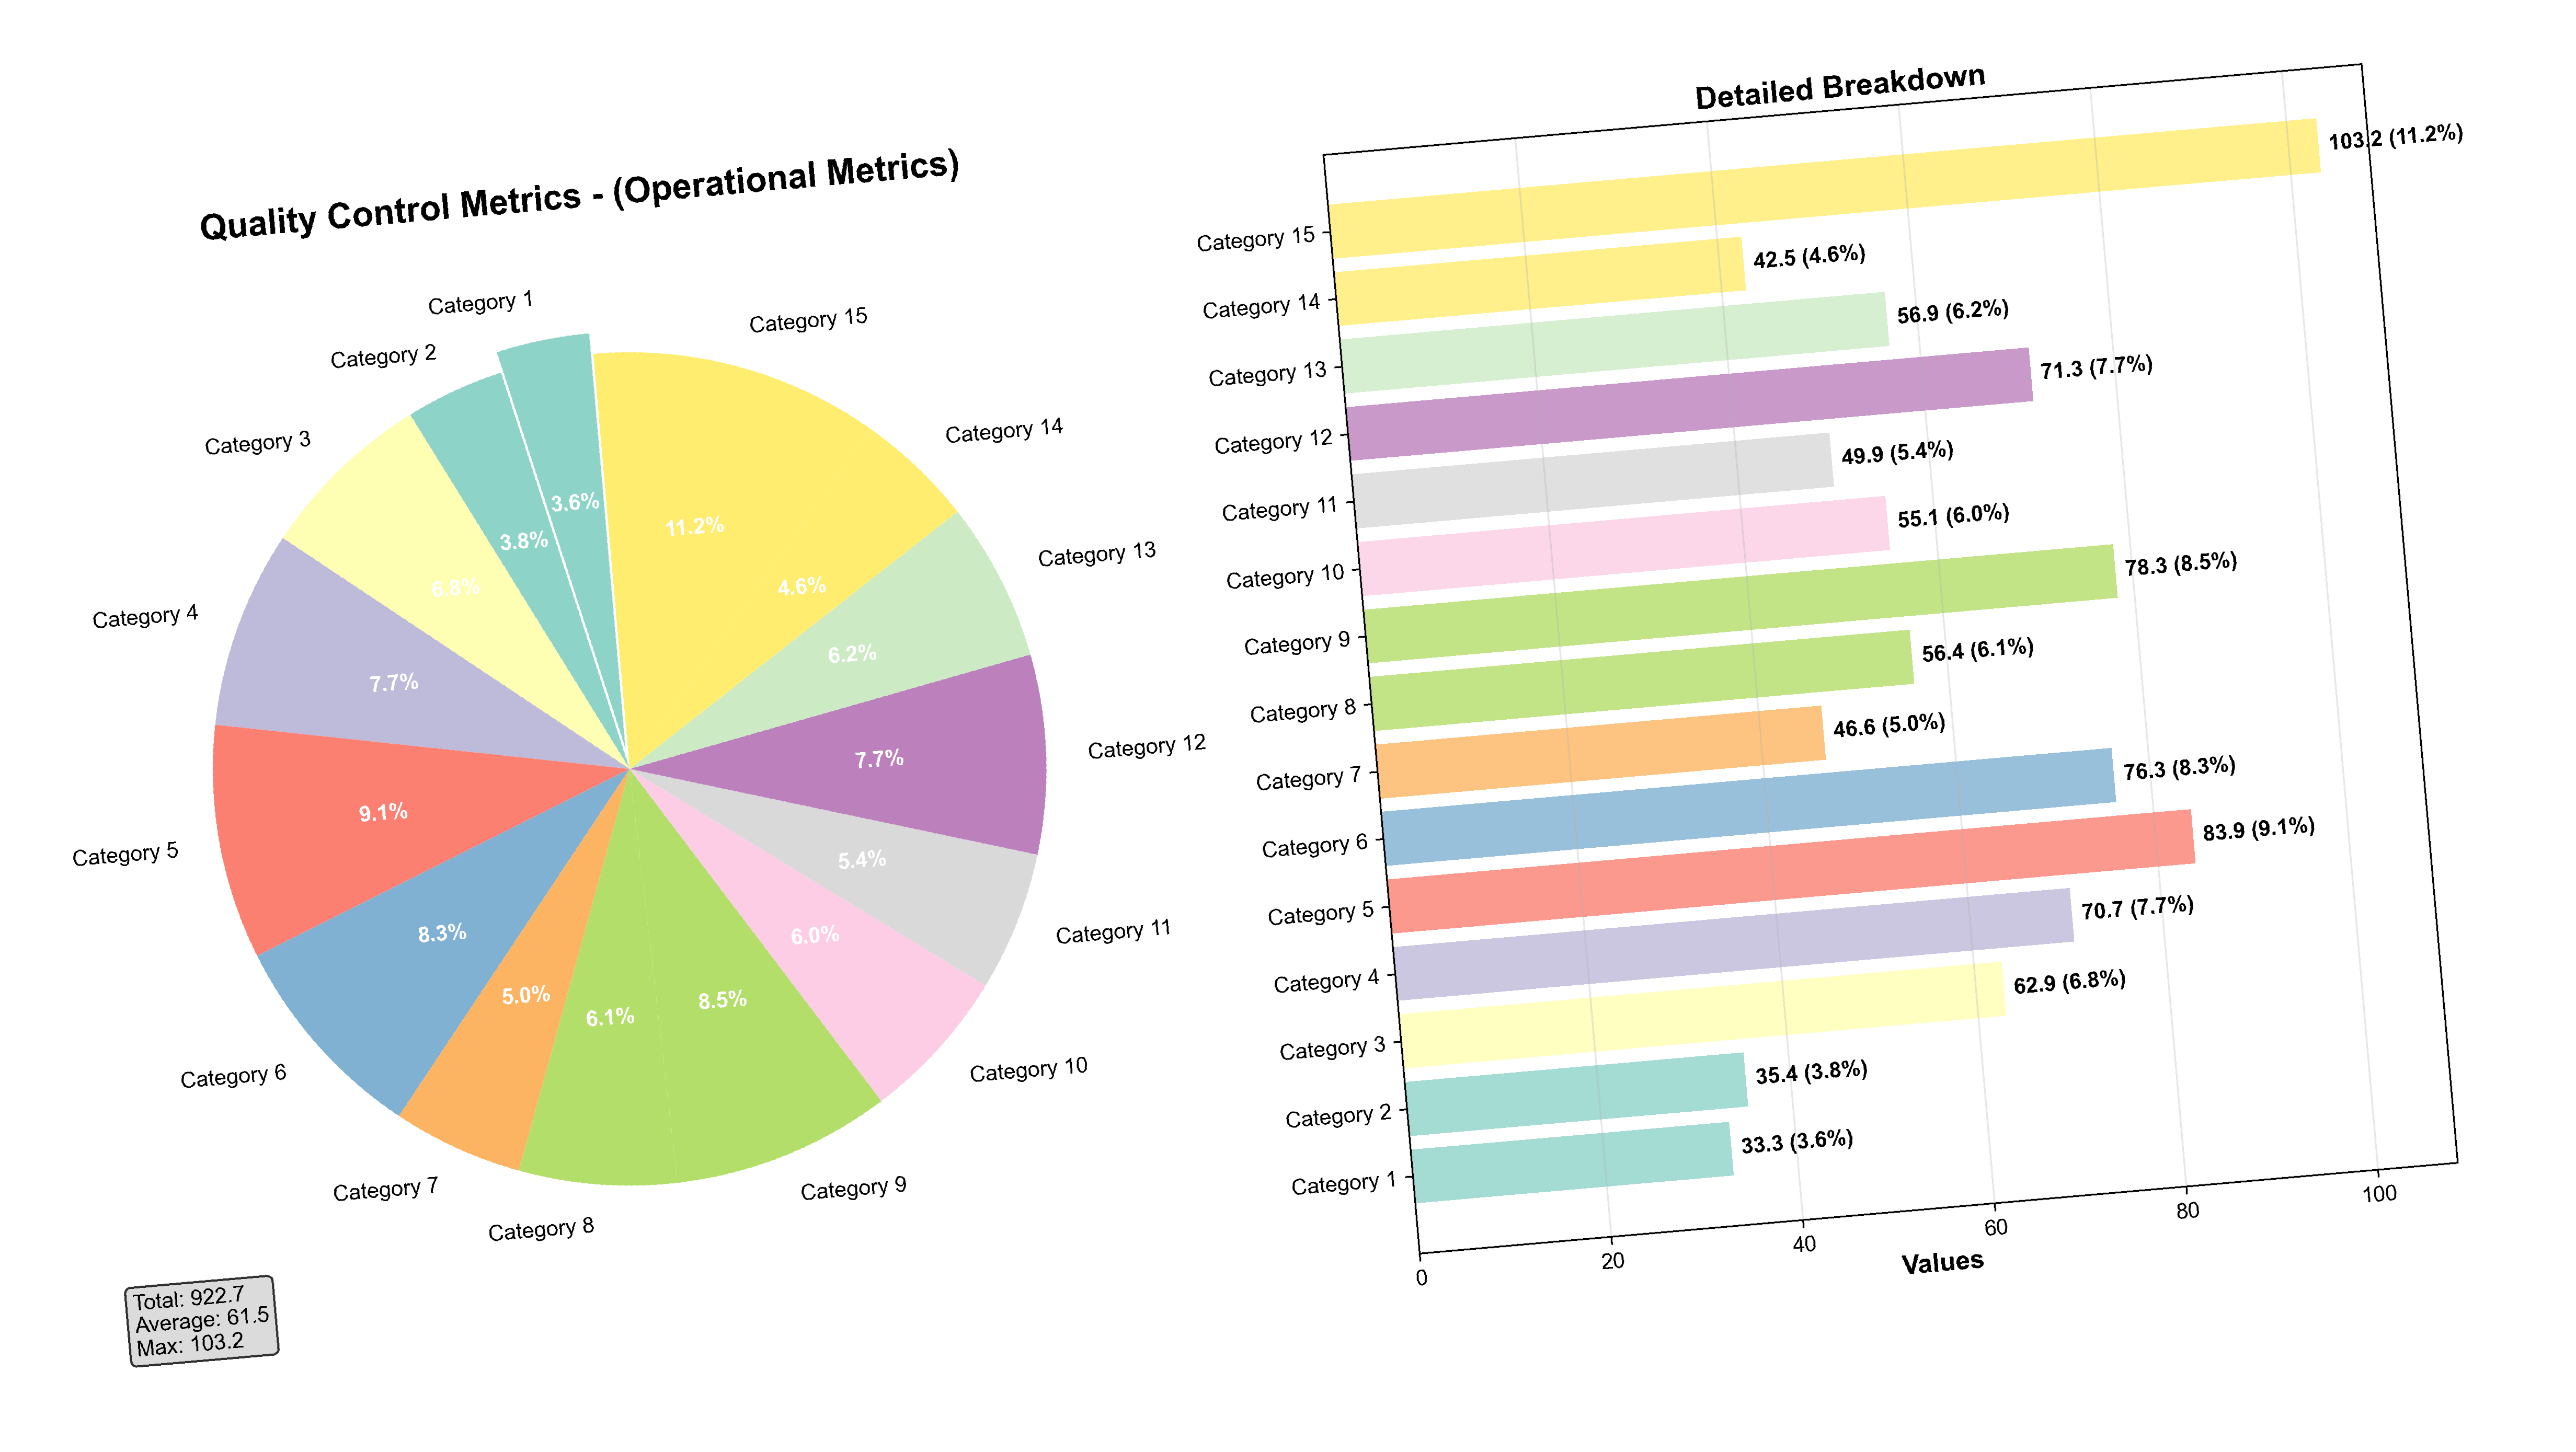 Quality Control Metrics - (Operational Metrics)
Category 1
Category 2
Category 3
Category 4
Category 5
Category 6
Category 7
Category 8
Category 9
Category 10
Category 11
Category 12
Category 13
Category 14
Category 15
3.6%
3.8%
6.8%
7.7%
9.1%
8.3%
5.0%
6.1%
8.5%
6.0%
5.4%
7.7%
6.2%
4.6%
11.2%
Total: 922.7
Average: 61.5
Max: 103.2
Detailed Breakdown
Category 15 103.2 (11.2%)
Category 14 42.5 (4.6%)
Category 13 56.9 (6.2%)
Category 12 71.3 (7.7%)
Category 11 49.9 (5.4%)
Category 10 55.1 (6.0%)
Category 9 78.3 (8.5%)
Category 8 56.4 (6.1%)
Category 7 46.6 (5.0%)
Category 6 76.3 (8.3%)
Category 5 83.9 (9.1%)
Category 4 70.7 (7.7%)
Category 3 62.9 (6.8%)
Category 2 35.4 (3.8%)
Category 1 33.3 (3.6%)
0 20 40 60 80 100
Values